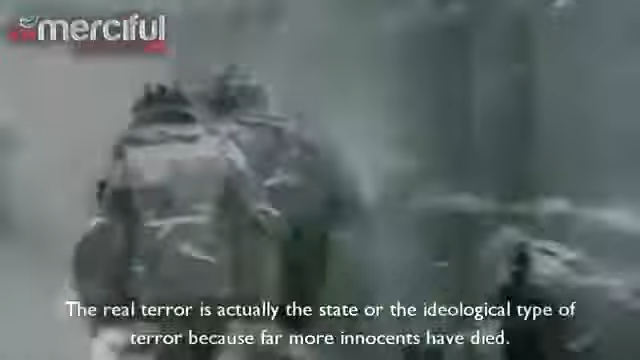 merciful
The real terror is actually the state or the ideological type of
terror because far more innocents have died.